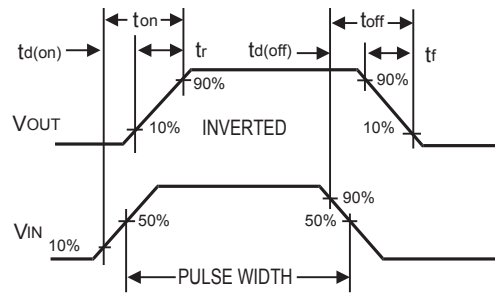 ton toff
td(on) tr td(off) tf
90% 90%
VOUT 10% INVERTED 10%
90%
50% 50%
VIN 10%
PULSE WIDTH